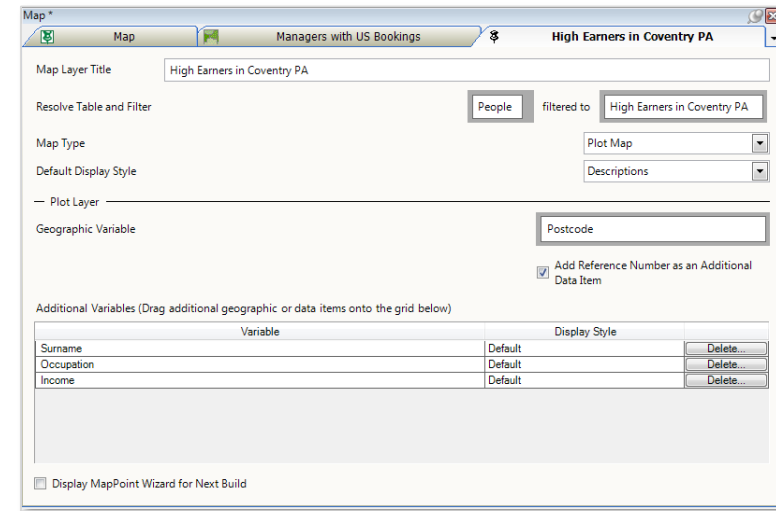 Map *
Map Managers with US Bookings High Earners in Coventry PA
Map Layer Title High Earners in Coventry PA
Resolve Table and Filter People filtered to High Earners in Coventry PA
Map Type Plot Map
Default Display Style Descriptions
Plot Layer
Geographic Variable Postcode
Add Reference Number as an Additional
Data Item
Additional Variables (Drag additional geographic or data items onto the grid below)
Variable Display Style
Surname Default Delete...
Occupation Default Delete...
Income Default Delete...
Display MapPoint Wizard for Next Build